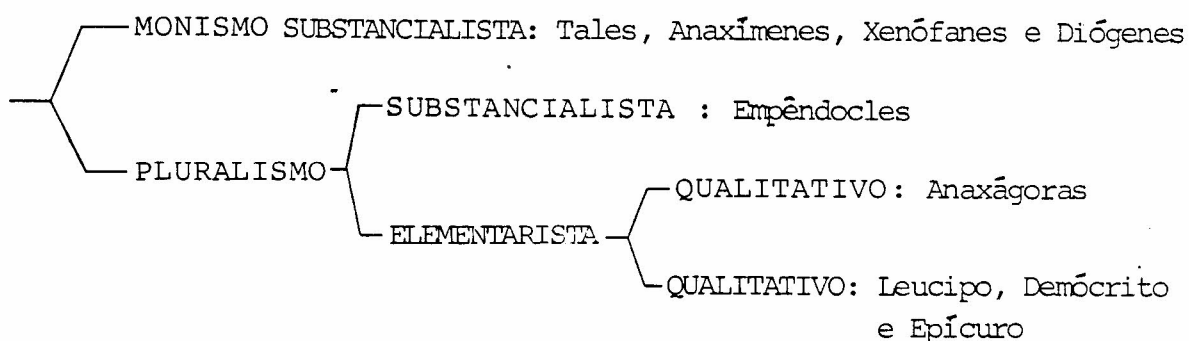 MONISMO SUBSTANCIALISTA: Tales, Anaxímenes, Xenófanes e Diógenes
SUBSTANCIALISTA : Empêndocles
PLURALISMO
QUALITATIVO: Anaxágoras
ELEMENTARISTA
QUALITATIVO: Leucipo, Demócrito
e Epícuro